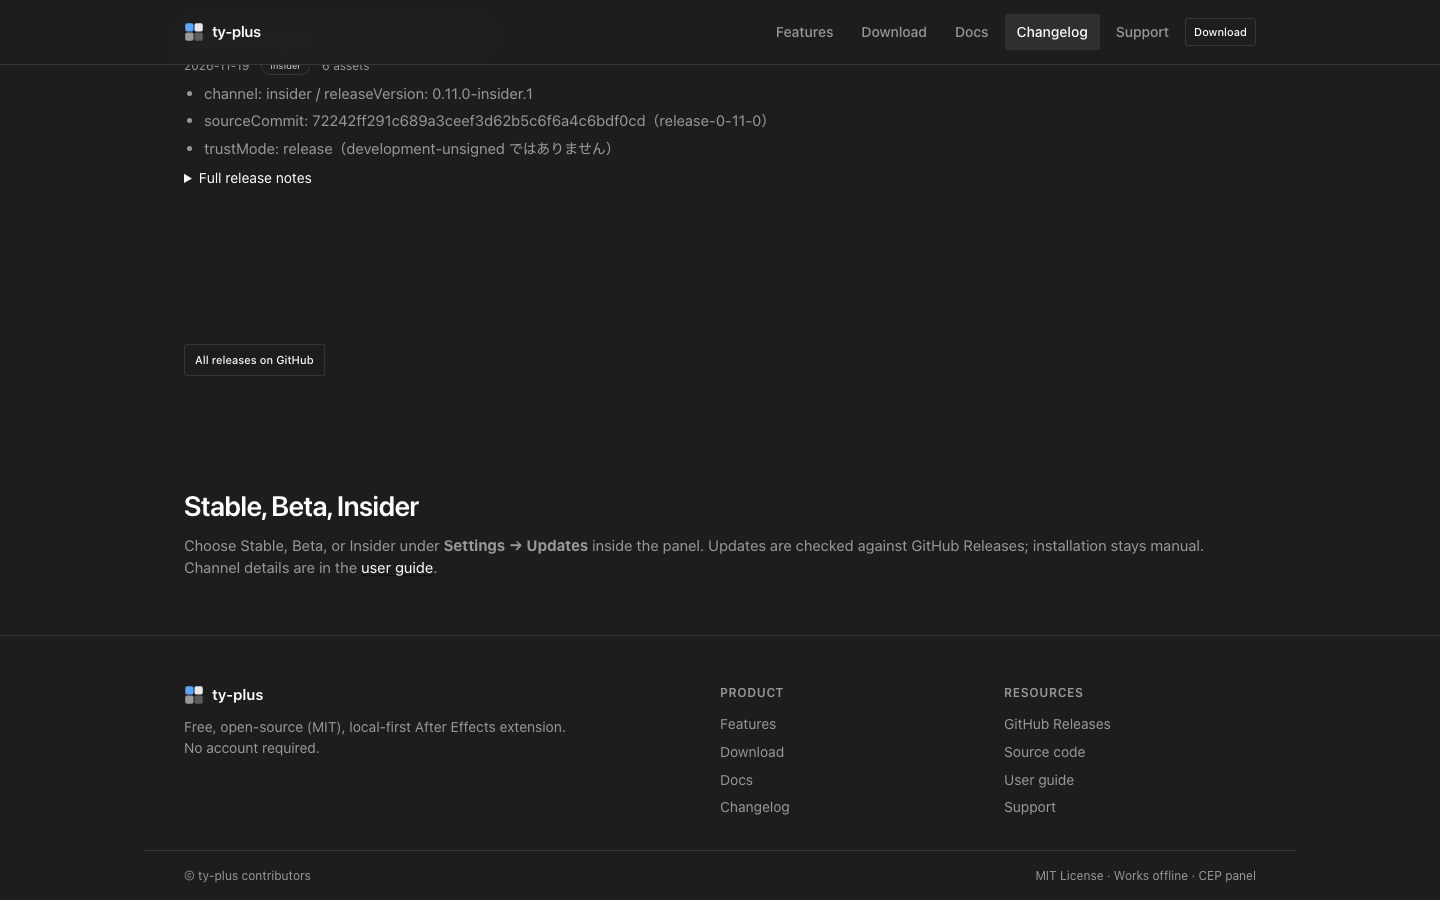 ty-plus
Features
Download
Docs
Changelog
Support
Download
2026-11-19 Insider 6 assets
• channel: insider / releaseVersion: 0.11.0-insider.1
• sourceCommit: 72242ff291c689a3ceef3d62b5c6f6a4c6bdf0cd（release-0-11-0）
• trustMode: release（development-unsigned ではありません）
▶ Full release notes
All releases on GitHub
Stable, Beta, Insider
Choose Stable, Beta, or Insider under Settings → Updates inside the panel. Updates are checked against GitHub Releases; installation stays manual.
Channel details are in the user guide.
ty-plus
Free, open-source (MIT), local-first After Effects extension.
No account required.
PRODUCT
Features
Download
Docs
Changelog
RESOURCES
GitHub Releases
Source code
User guide
Support
© ty-plus contributors
MIT License · Works offline · CEP panel